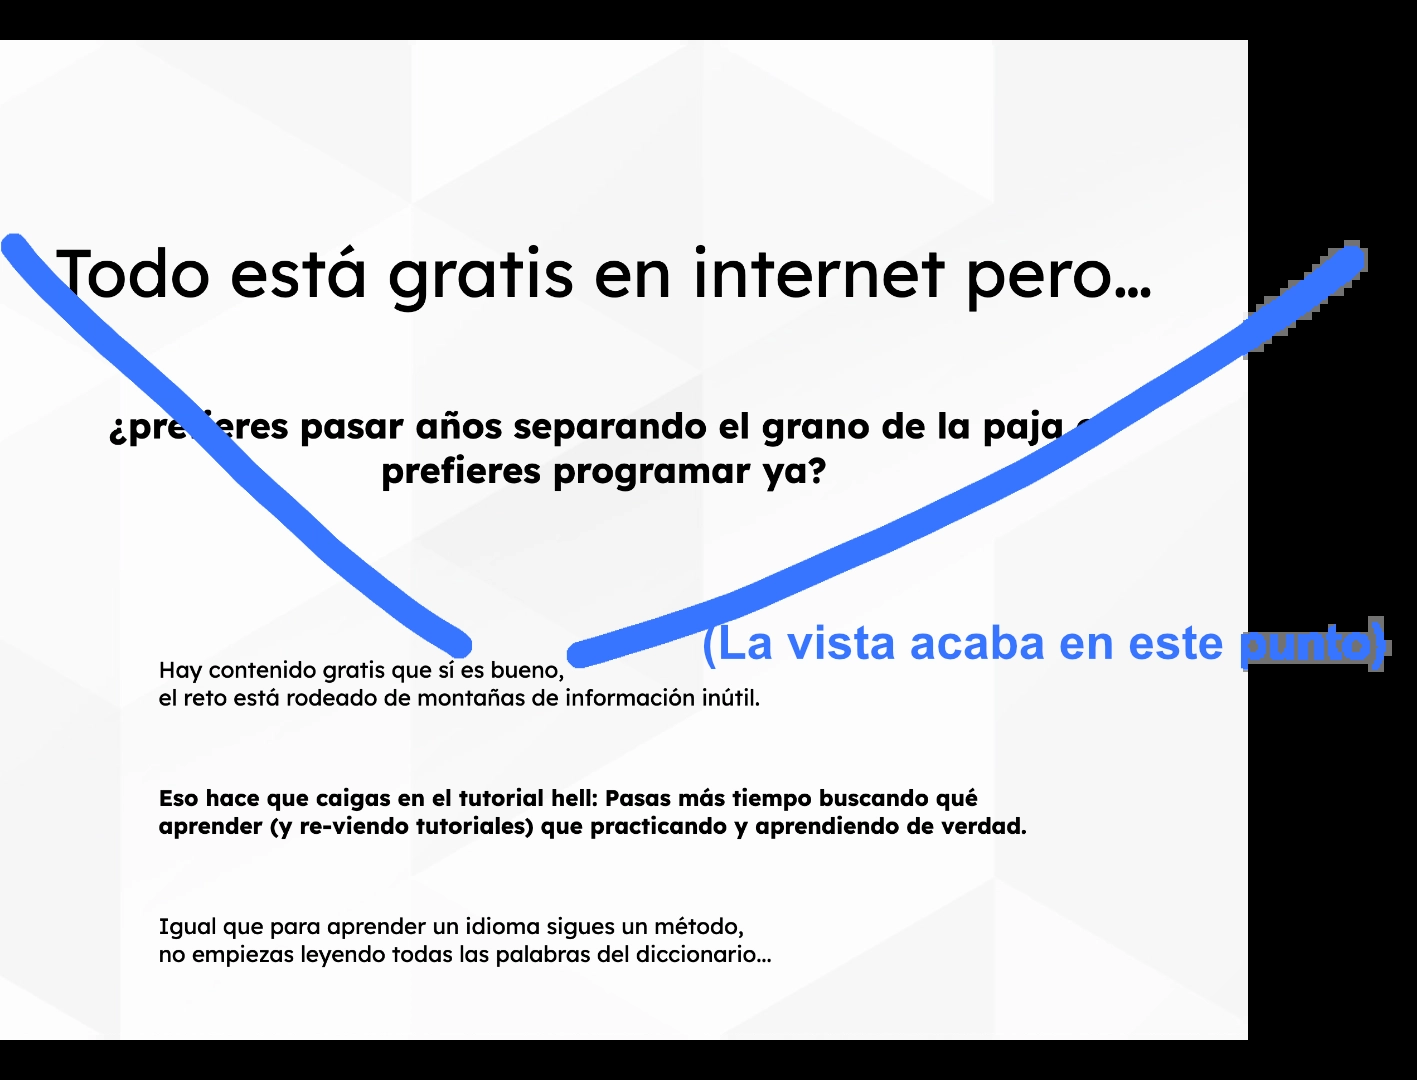 Todo está gratis en internet pero...
¿prefieres pasar años separando el grano de la paja o
prefieres programar ya?
(La vista acaba en este punto)
Hay contenido gratis que sí es bueno,
el reto está rodeado de montañas de información inútil.
Eso hace que caigas en el tutorial hell: Pasas más tiempo buscando qué
aprender (y re-viendo tutoriales) que practicando y aprendiendo de verdad.
Igual que para aprender un idioma sigues un método,
no empiezas leyendo todas las palabras del diccionario...